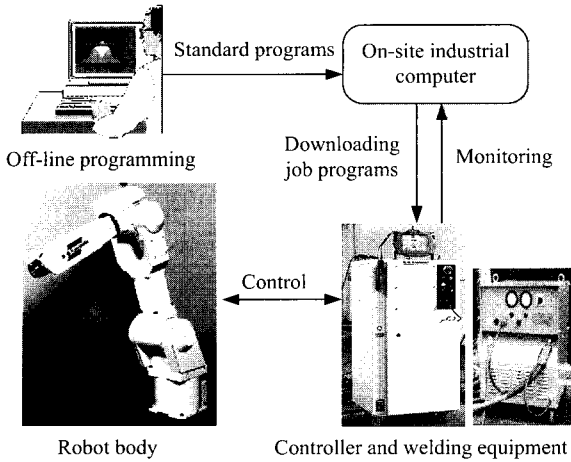 Standard programs
On-site industrial
computer
Off-line programming
Downloading
job programs
Monitoring
Control
Robot body
Controller and welding equipment